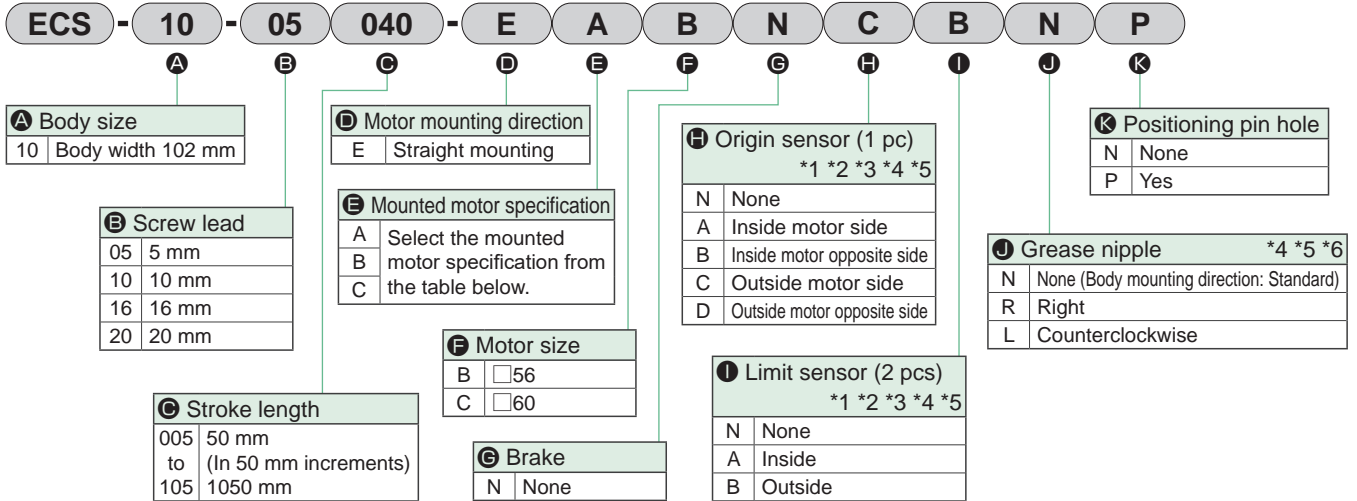 ECS - 10 - 05 040 - E A B N C B N P
A B C D E F G H I J K
A Body size
10 Body width 102 mm
B Screw lead
05 5 mm
10 10 mm
16 16 mm
20 20 mm
C Stroke length
005 50 mm
to (In 50 mm increments)
105 1050 mm
D Motor mounting direction
E Straight mounting
E Mounted motor specification
A Select the mounted
B motor specification from
C the table below.
F Motor size
B □56
C □60
G Brake
N None
H Origin sensor (1 pc)
*1 *2 *3 *4 *5
N None
A Inside motor side
B Inside motor opposite side
C Outside motor side
D Outside motor opposite side
I Limit sensor (2 pcs)
*1 *2 *3 *4 *5
N None
A Inside
B Outside
J Grease nipple *4 *5 *6
N None (Body mounting direction: Standard)
R Right
L Counterclockwise
K Positioning pin hole
N None
P Yes